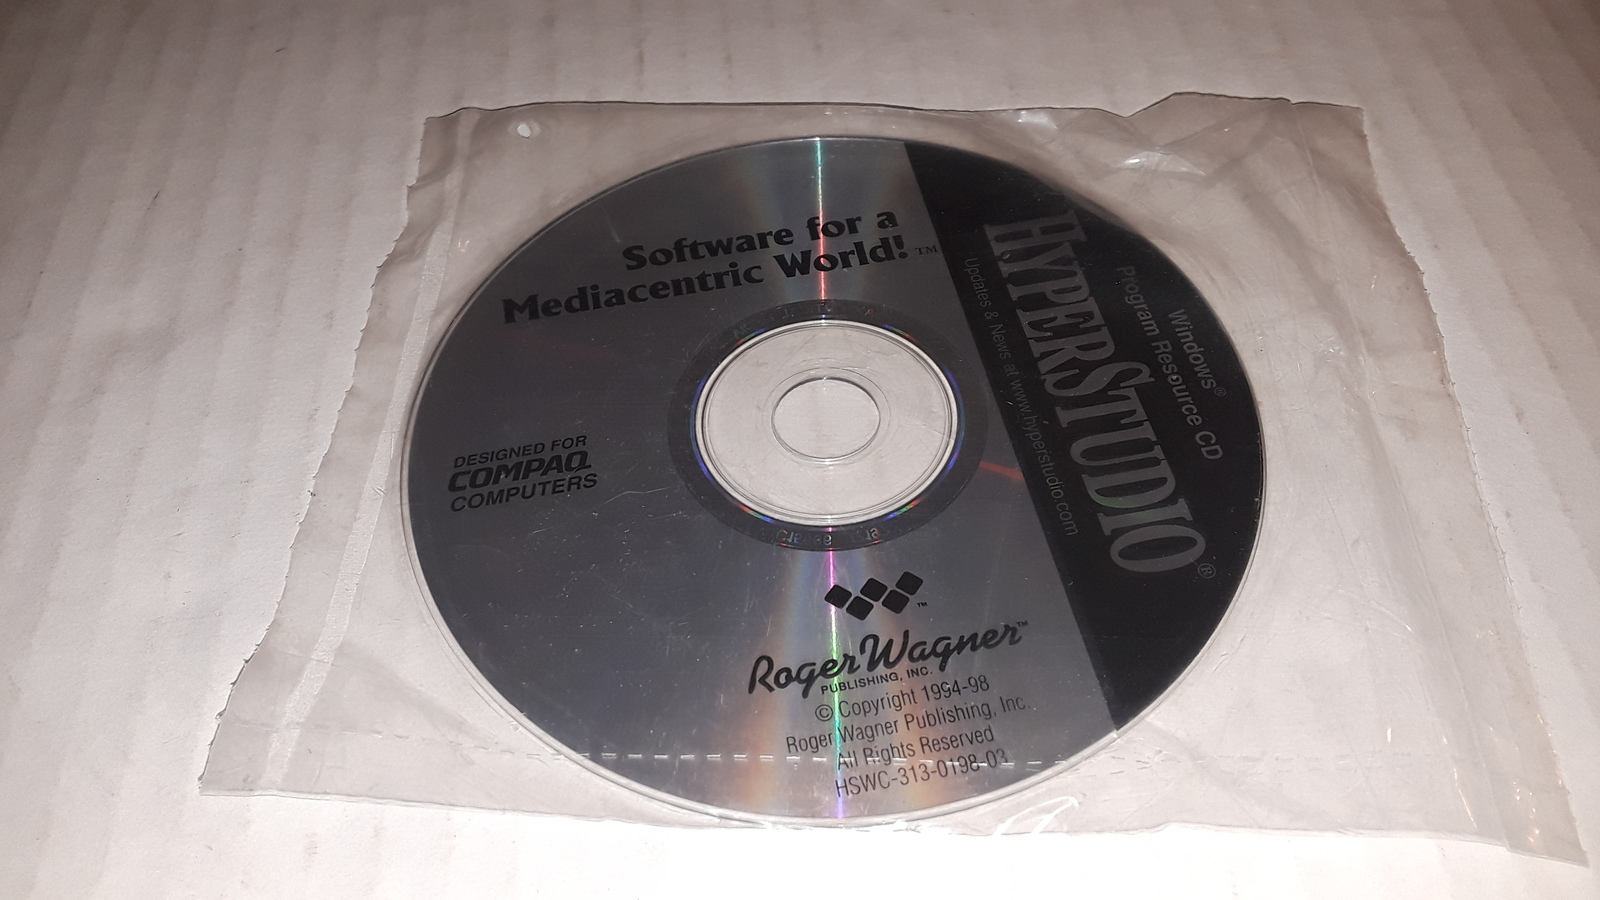 Software for a
Mediacentric World!™
Windows®
Program Resource CD
HYPERSTUDIO®
Updates & News at www.hyperstudio.com
DESIGNED FOR
COMPAQ
COMPUTERS
™
Roger Wagner™
PUBLISHING, INC.
© Copyright 1994-98
Roger Wagner Publishing, Inc.
All Rights Reserved
HSWC-313-0198-03